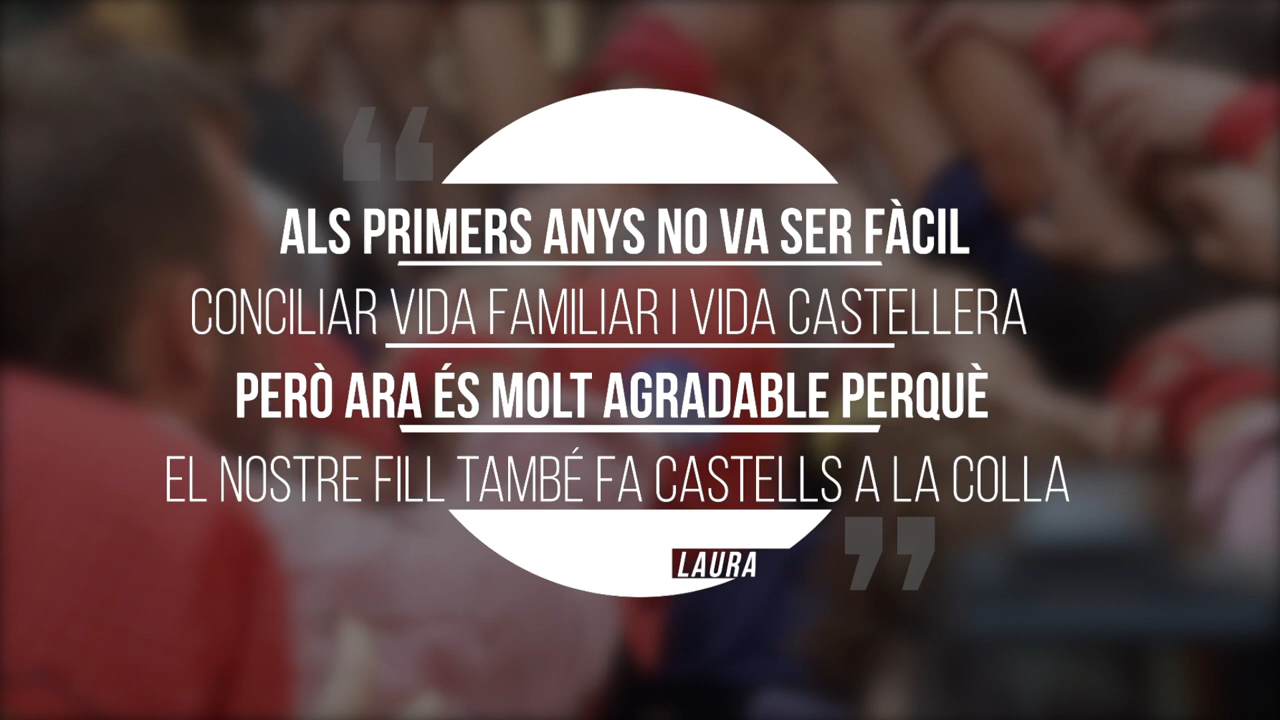 “
ALS PRIMERS ANYS NO VA SER FÀCIL
CONCILIAR VIDA FAMILIAR I VIDA CASTELLERA
PERÒ ARA ÉS MOLT AGRADABLE PERQUÈ
EL NOSTRE FILL TAMBÉ FA CASTELLS A LA COLLA
”
LAURA